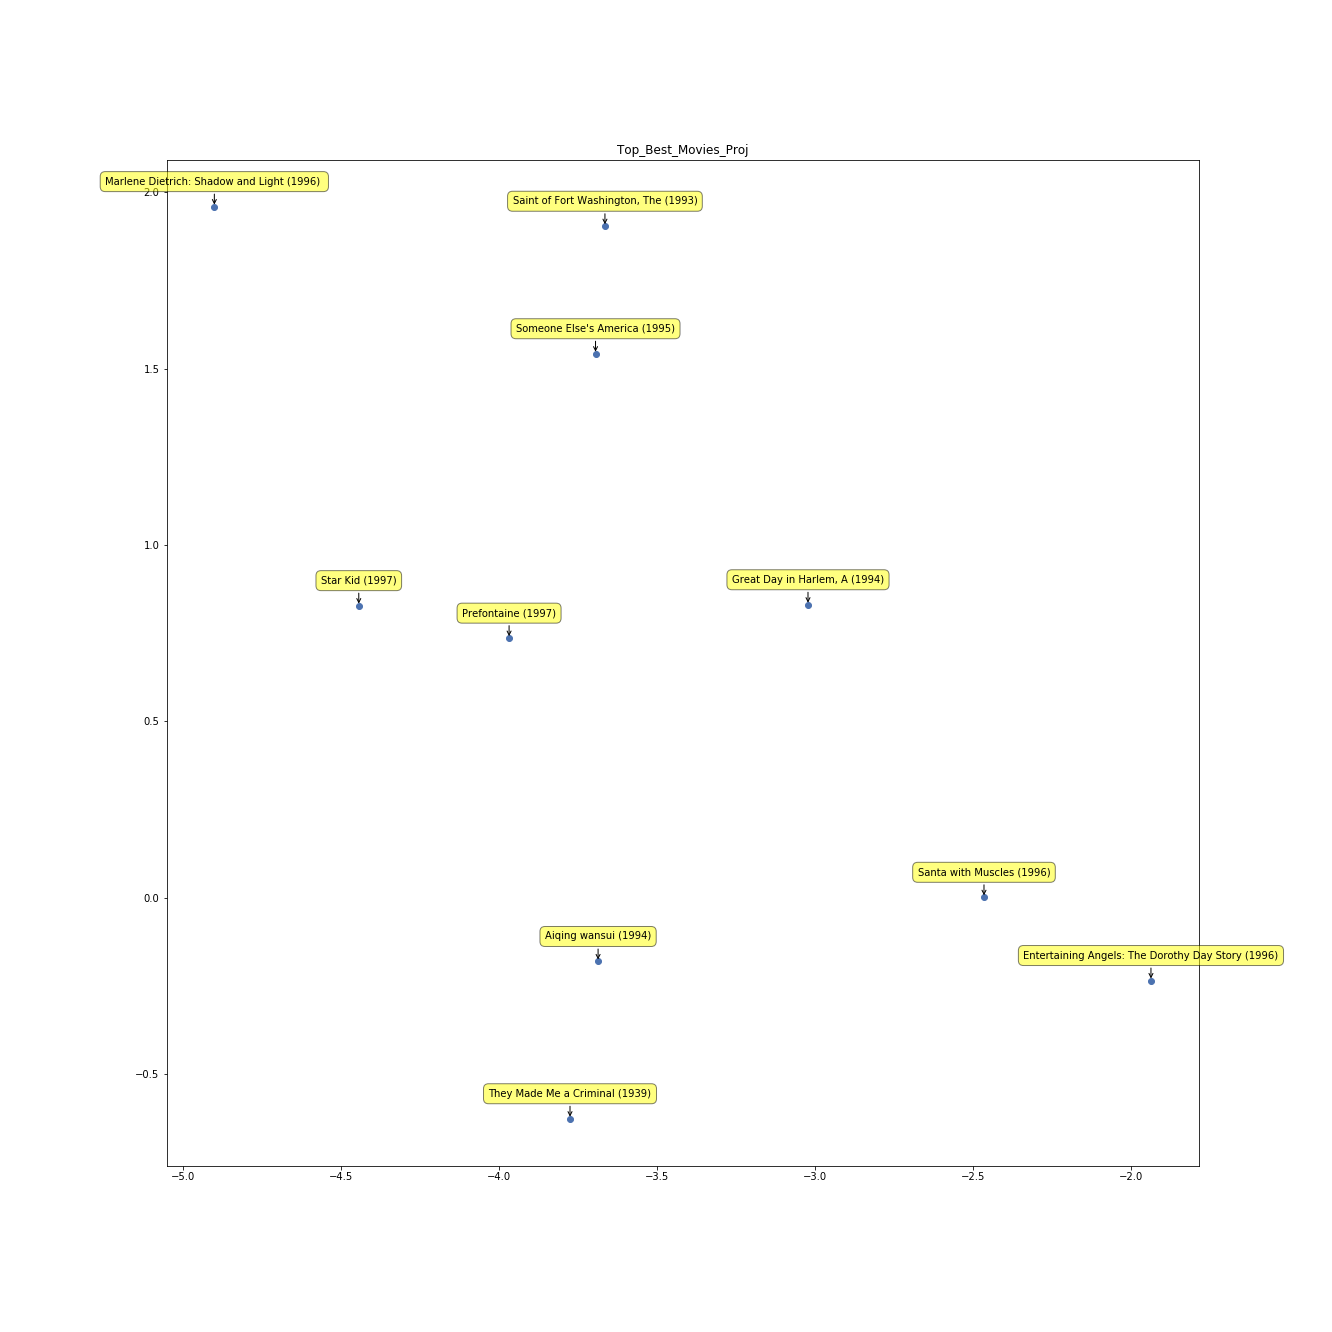 Top_Best_Movies_Proj
Marlene Dietrich: Shadow and Light (1996)
2.0
Saint of Fort Washington, The (1993)
Someone Else's America (1995)
1.5
1.0
Star Kid (1997)
Great Day in Harlem, A (1994)
Prefontaine (1997)
0.5
Santa with Muscles (1996)
0.0
Aiqing wansui (1994)
Entertaining Angels: The Dorothy Day Story (1996)
−0.5
They Made Me a Criminal (1939)
−5.0 −4.5 −4.0 −3.5 −3.0 −2.5 −2.0